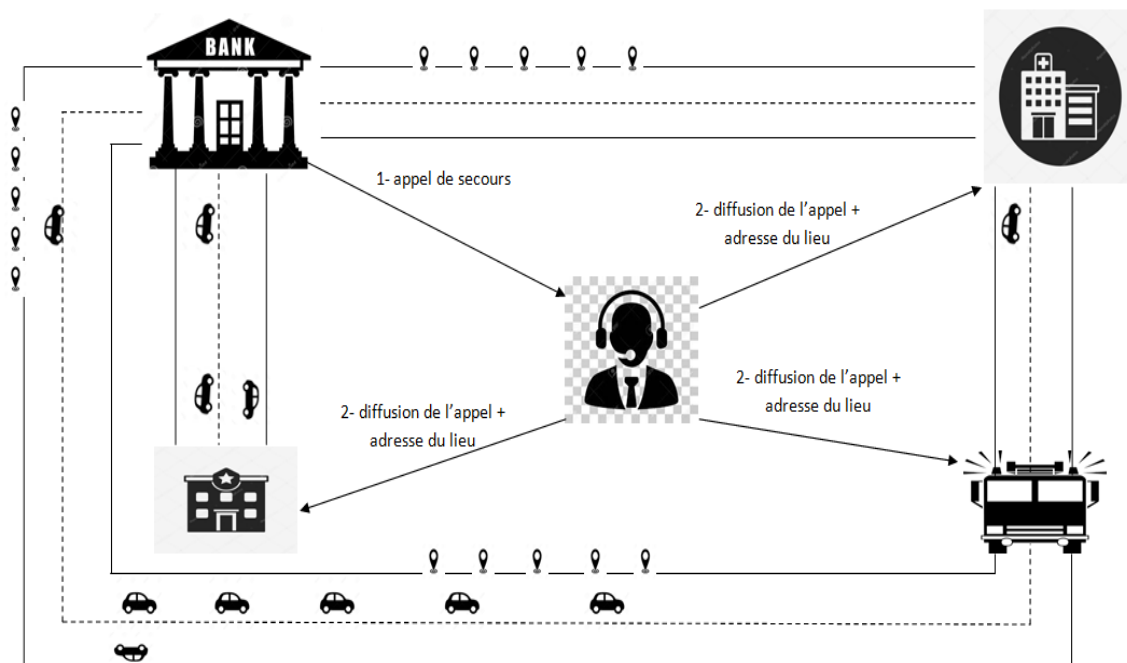 BANK
1- appel de secours
2- diffusion de l’appel +
adresse du lieu
2- diffusion de l’appel +
adresse du lieu
2- diffusion de l’appel +
adresse du lieu